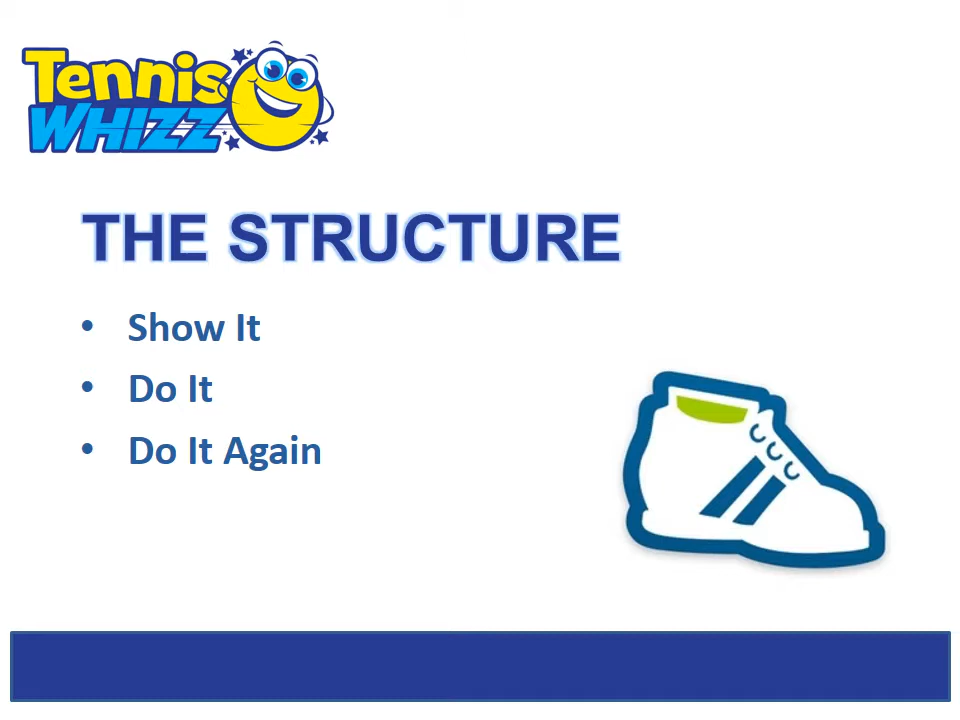 Tennis
WHIZZ
THE STRUCTURE
• Show It
• Do It
• Do It Again